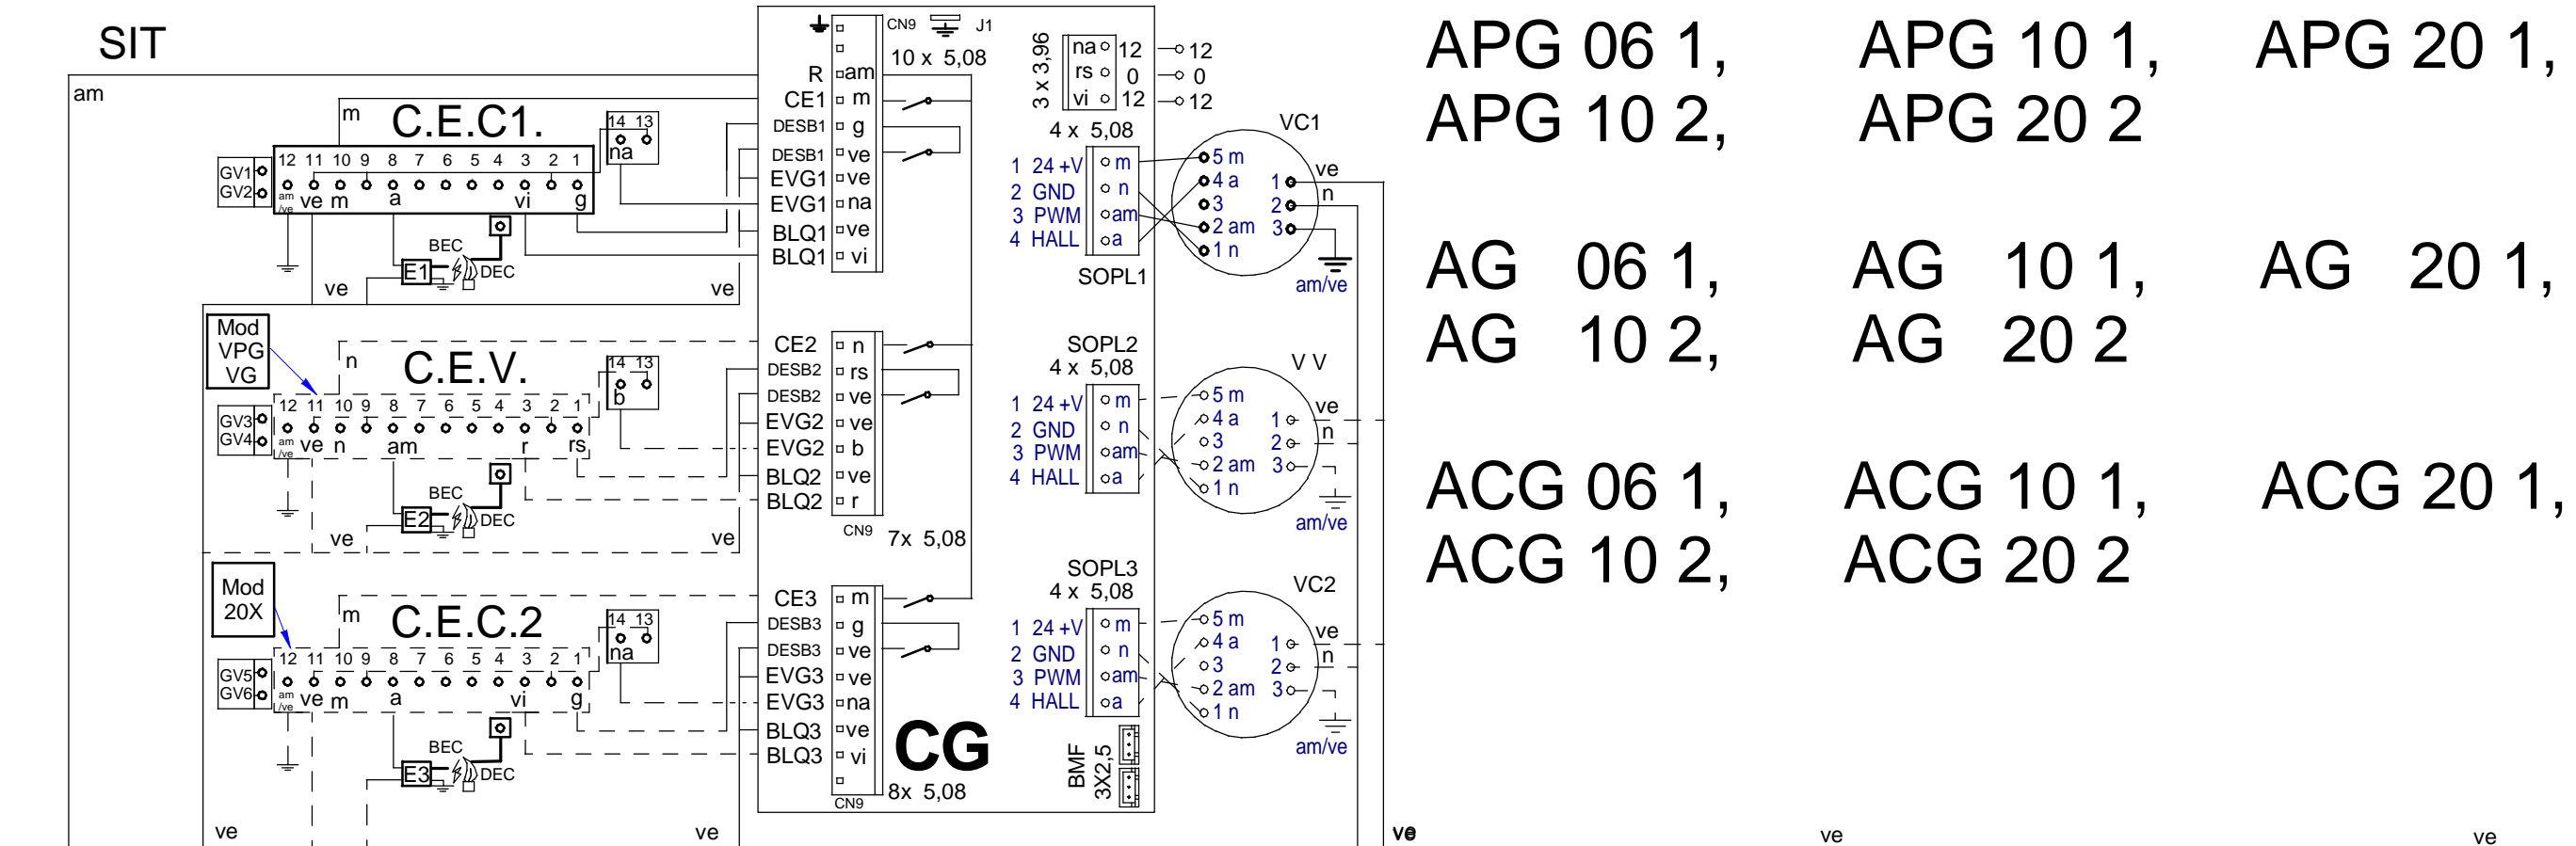 SIT
am
m
C.E.C1.
14 13
na
12 11 10 9 8 7 6 5 4 3 2 1
GV1
GV2
am
/ve
ve m a vi g
BEC
E1
DEC
ve
ve
Mod
VPG
VG
n
C.E.V.
14 13
b
12 11 10 9 8 7 6 5 4 3 2 1
GV3
GV4
am
/ve
ve n am r rs
BEC
E2
DEC
ve
ve
Mod
20X
m
C.E.C.2
14 13
na
12 11 10 9 8 7 6 5 4 3 2 1
GV5
GV6
am
/ve
ve m a vi g
BEC
E3
DEC
ve
ve
CN9
J1
10 x 5,08
R am
CE1 m
DESB1 g
DESB1 ve
EVG1 ve
EVG1 na
BLQ1 ve
BLQ1 vi
CE2 n
DESB2 rs
DESB2 ve
EVG2 ve
EVG2 b
BLQ2 ve
BLQ2 r
CN9
7x 5,08
CE3 m
DESB3 g
DESB3 ve
EVG3 ve
EVG3 na
BLQ3 ve
BLQ3 vi
CN9
8x 5,08
CG
3 x 3,96
na 12 12
rs 0 0
vi 12 12
4 x 5,08
1 24 +V m
2 GND n
3 PWM am
4 HALL a
SOPL1
VC1
5 m
4 a
3
2 am
1 n
1
2
3
ve
n
am/ve
SOPL2
4 x 5,08
1 24 +V m
2 GND n
3 PWM am
4 HALL a
V V
5 m
4 a
3
2 am
1 n
1
2
3
ve
n
am/ve
SOPL3
4 x 5,08
1 24 +V m
2 GND n
3 PWM am
4 HALL a
VC2
5 m
4 a
3
2 am
1 n
1
2
3
ve
n
am/ve
BMF
3X2,5
APG 06 1, APG 10 1, APG 20 1,
APG 10 2, APG 20 2
AG 06 1, AG 10 1, AG 20 1,
AG 10 2, AG 20 2
ACG 06 1, ACG 10 1, ACG 20 1,
ACG 10 2, ACG 20 2
ve ve ve